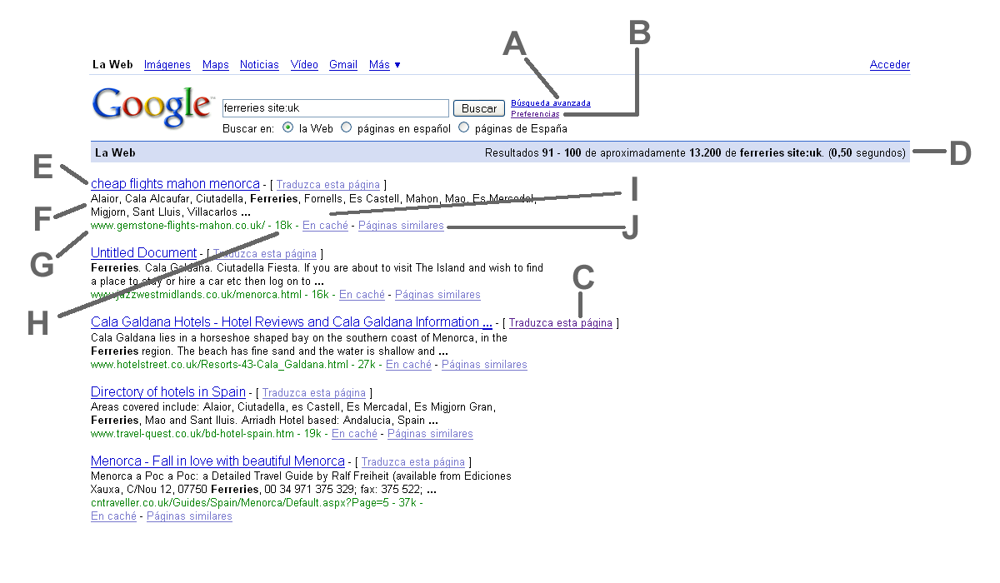 A
B
La Web Imágenes Maps Noticias Vídeo Gmail Más ▼ Acceder
Google™
ferreries site:uk
Buscar
Búsqueda avanzada
Preferencias
Buscar en: la Web páginas en español páginas de España
La Web Resultados 91 - 100 de aproximadamente 13.200 de ferreries site:uk. (0,50 segundos)
D
E
cheap flights mahon menorca - [ Traduzca esta página ]
I
Alaior, Cala Alcaufar, Ciutadella, Ferreries, Fornells, Es Castell, Mahon, Mao, Es Mercadal,
F
Migjorn, Sant Lluis, Villacarlos ...
www.gemstone-flights-mahon.co.uk/ - 18k - En caché - Páginas similares
J
G
Untitled Document - [ Traduzca esta página ]
Ferreries. Cala Galdana. Ciutadella Fiesta. If you are about to visit The Island and wish to find
a place to stay or hire a car etc then log on to ...
C
www.jazzwestmidlands.co.uk/menorca.html - 16k - En caché - Páginas similares
H
Cala Galdana Hotels - Hotel Reviews and Cala Galdana Information ... - [ Traduzca esta página ]
Cala Galdana lies in a horseshoe shaped bay on the southern coast of Menorca, in the
Ferreries region. The beach has fine sand and the water is shallow and ...
www.hotelstreet.co.uk/Resorts-43-Cala_Galdana.html - 27k - En caché - Páginas similares
Directory of hotels in Spain - [ Traduzca esta página ]
Areas covered include: Alaior, Ciutadella, es Castell, Es Mercadal, Es Migjorn Gran,
Ferreries, Mao and Sant lluis. Arriadh Hotel based: Andalucia, Spain ...
www.travel-quest.co.uk/bd-hotel-spain.htm - 19k - En caché - Páginas similares
Menorca - Fall in love with beautiful Menorca - [ Traduzca esta página ]
Menorca a Poc a Poc: a Detailed Travel Guide by Ralf Freiheit (available from Ediciones
Xauxa, C/Nou 12, 07750 Ferreries, 00 34 971 375 329; fax: 375 522; ...
cntraveller.co.uk/Guides/Spain/Menorca/Default.aspx?Page=5 - 37k -
En caché - Páginas similares